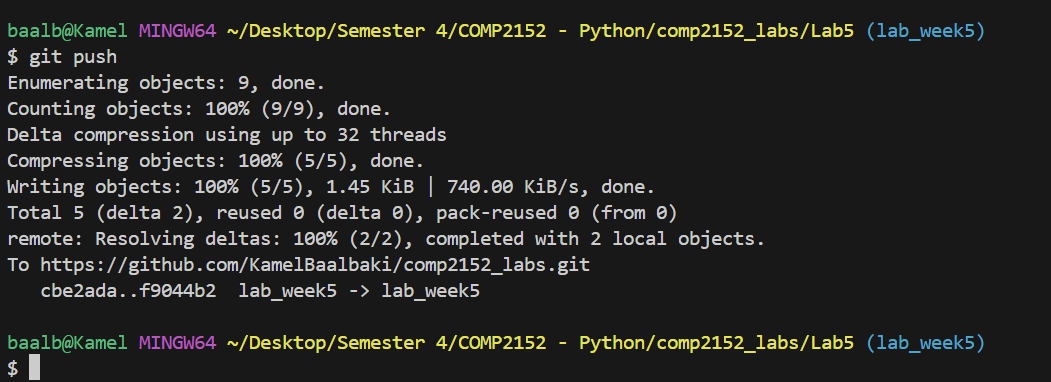 baalb@Kamel MINGW64 ~/Desktop/Semester 4/COMP2152 - Python/comp2152_labs/Lab5 (lab_week5)
$ git push
Enumerating objects: 9, done.
Counting objects: 100% (9/9), done.
Delta compression using up to 32 threads
Compressing objects: 100% (5/5), done.
Writing objects: 100% (5/5), 1.45 KiB | 740.00 KiB/s, done.
Total 5 (delta 2), reused 0 (delta 0), pack-reused 0 (from 0)
remote: Resolving deltas: 100% (2/2), completed with 2 local objects.
To https://github.com/KamelBaalbaki/comp2152_labs.git
   cbe2ada..f9044b2  lab_week5 -> lab_week5
baalb@Kamel MINGW64 ~/Desktop/Semester 4/COMP2152 - Python/comp2152_labs/Lab5 (lab_week5)
$